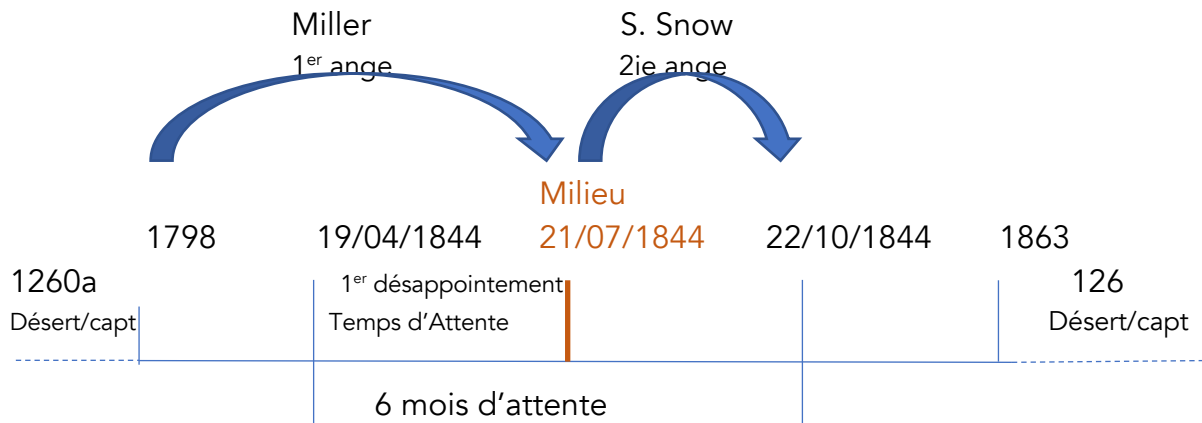 Miller
1er ange
S. Snow
2ie ange
Milieu
1798
19/04/1844
21/07/1844
22/10/1844
1863
1260a
Désert/capt
1er désappointement
Temps d’Attente
126
Désert/capt
6 mois d’attente